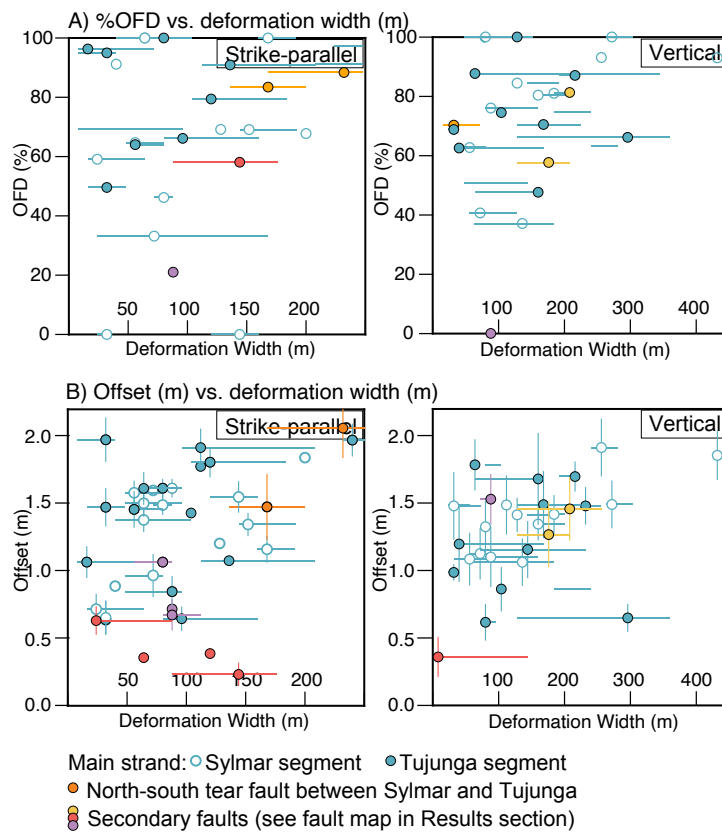 A) %OFD vs. deformation width (m)
Strike-parallel
Vertical
100
80
60
40
20
0
OFD (%)
50
100
150
200
Deformation Width (m)
100
80
60
40
20
0
100
200
300
400
Deformation Width (m)
B) Offset (m) vs. deformation width (m)
Strike-parallel
Vertical
2.0
1.5
1.0
0.5
0.0
Offset (m)
50
100
150
200
Deformation Width (m)
2.0
1.5
1.0
0.5
0.0
Offset (m)
100
200
300
400
Deformation Width (m)
Main strand: Sylmar segment Tujunga segment
North-south tear fault between Sylmar and Tujunga
Secondary faults (see fault map in Results section)